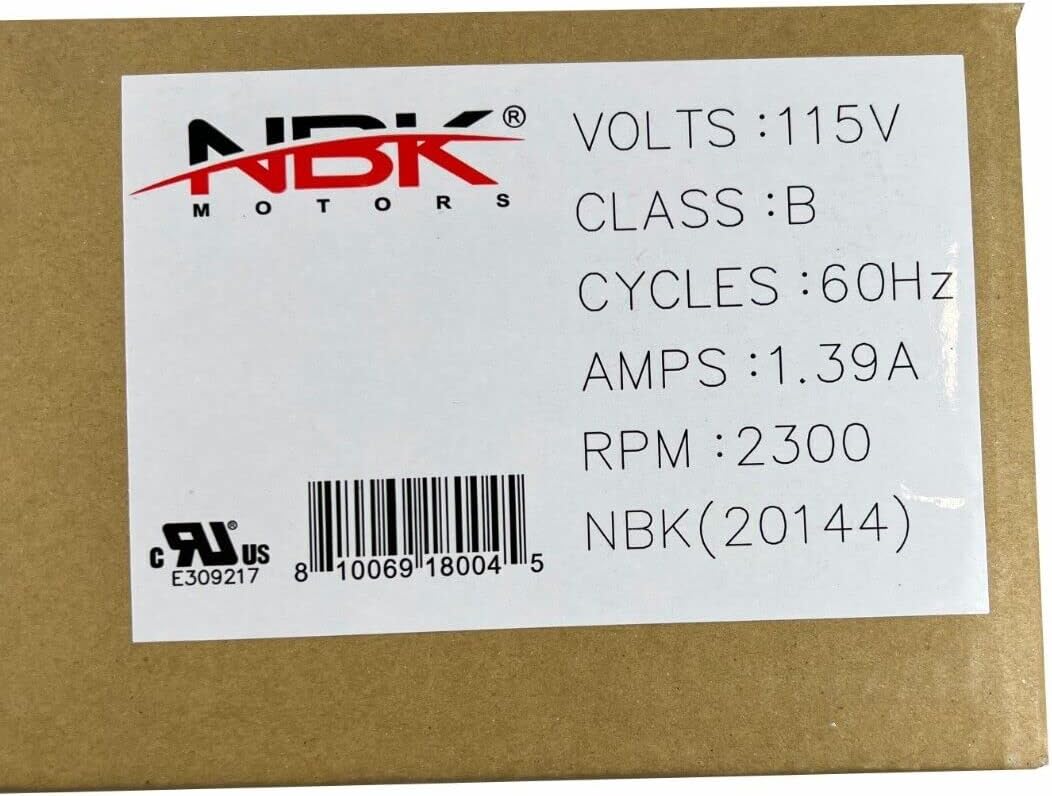 NBK®
MOTORS
VOLTS :115V
CLASS :B
CYCLES :60Hz
AMPS :1.39A
RPM :2300
NBK(20144)
c RU® US
E309217
8 10069 18004 5